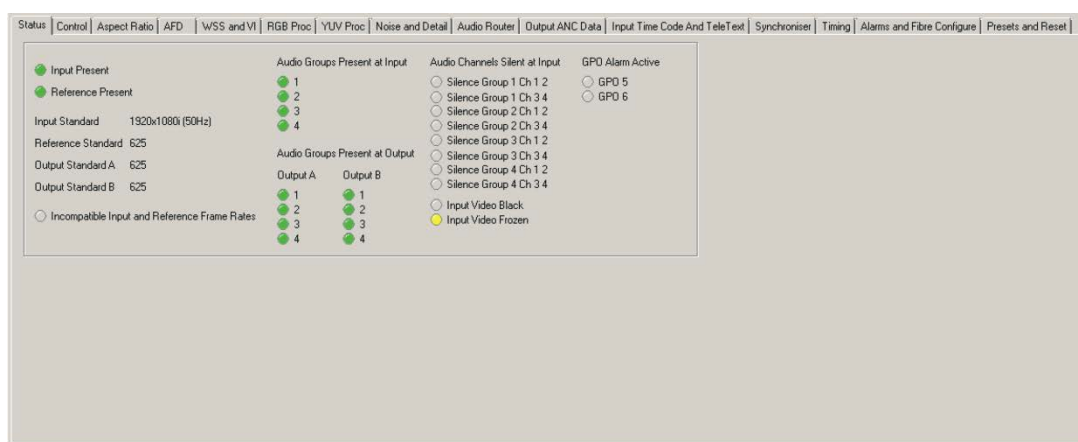 Status Control Aspect Ratio AFD WSS and VI RGB Proc YUV Proc Noise and Detail Audio Router Output ANC Data Input Time Code And TeleText Synchroniser Timing Alarms and Fibre Configure Presets and Reset
Input Present
Reference Present
Input Standard 1920x1080i (50Hz)
Reference Standard 625
Output Standard A 625
Output Standard B 625
Incompatible Input and Reference Frame Rates
Audio Groups Present at Input
1
2
3
4
Audio Groups Present at Output
Output A Output B
1 1
2 2
3 3
4 4
Audio Channels Silent at Input
Silence Group 1 Ch 1 2
Silence Group 1 Ch 3 4
Silence Group 2 Ch 1 2
Silence Group 2 Ch 3 4
Silence Group 3 Ch 1 2
Silence Group 3 Ch 3 4
Silence Group 4 Ch 1 2
Silence Group 4 Ch 3 4
Input Video Black
Input Video Frozen
GPO Alarm Active
GPO 5
GPO 6